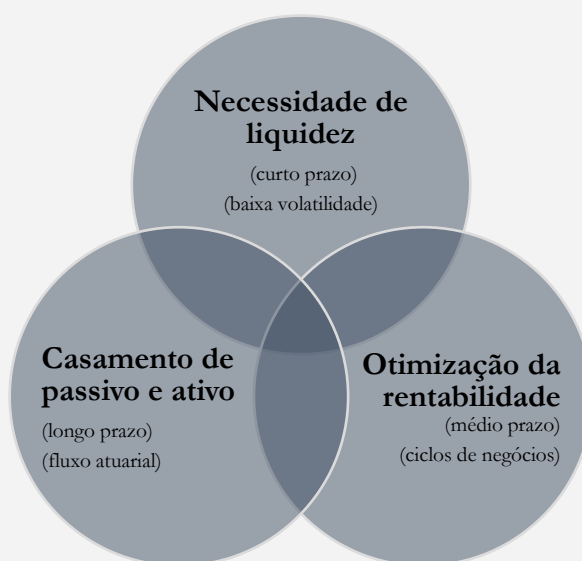 Necessidade de
liquidez
(curto prazo)
(baixa volatilidade)
Casamento de
passivo e ativo
(longo prazo)
(fluxo atuarial)
Otimização da
rentabilidade
(médio prazo)
(ciclos de negócios)